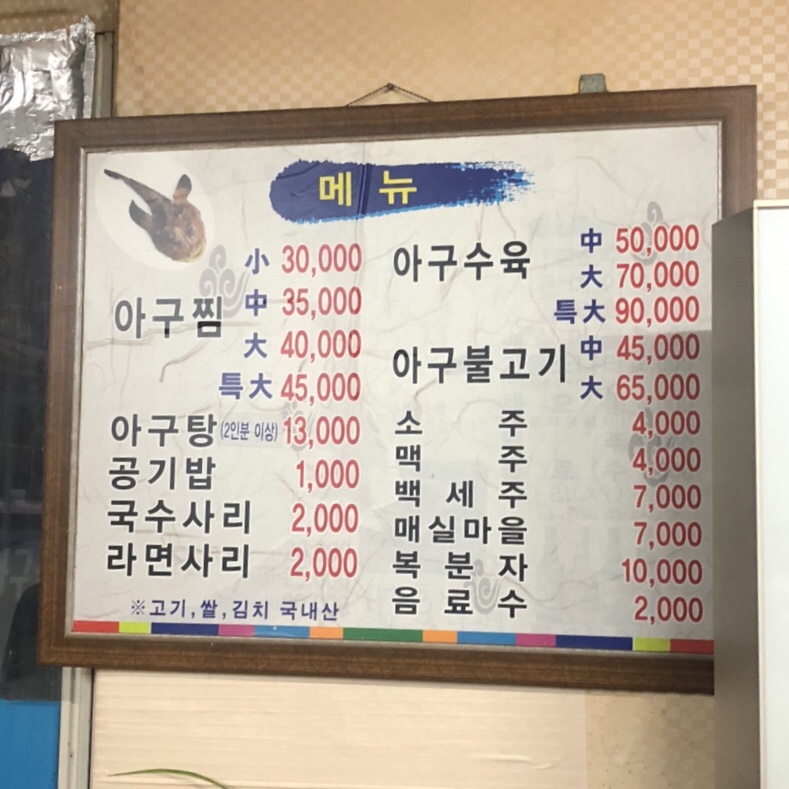 메뉴
아구찜 小 30,000
中 35,000
大 40,000
特大 45,000
아구탕(2인분 이상) 13,000
공기밥 1,000
국수사리 2,000
라면사리 2,000
※고기,쌀,김치 국내산
아구수육 中 50,000
大 70,000
特大 90,000
아구불고기 中 45,000
大 65,000
소주 4,000
맥주 4,000
백세주 7,000
매실마을 7,000
복분자 10,000
음료수 2,000